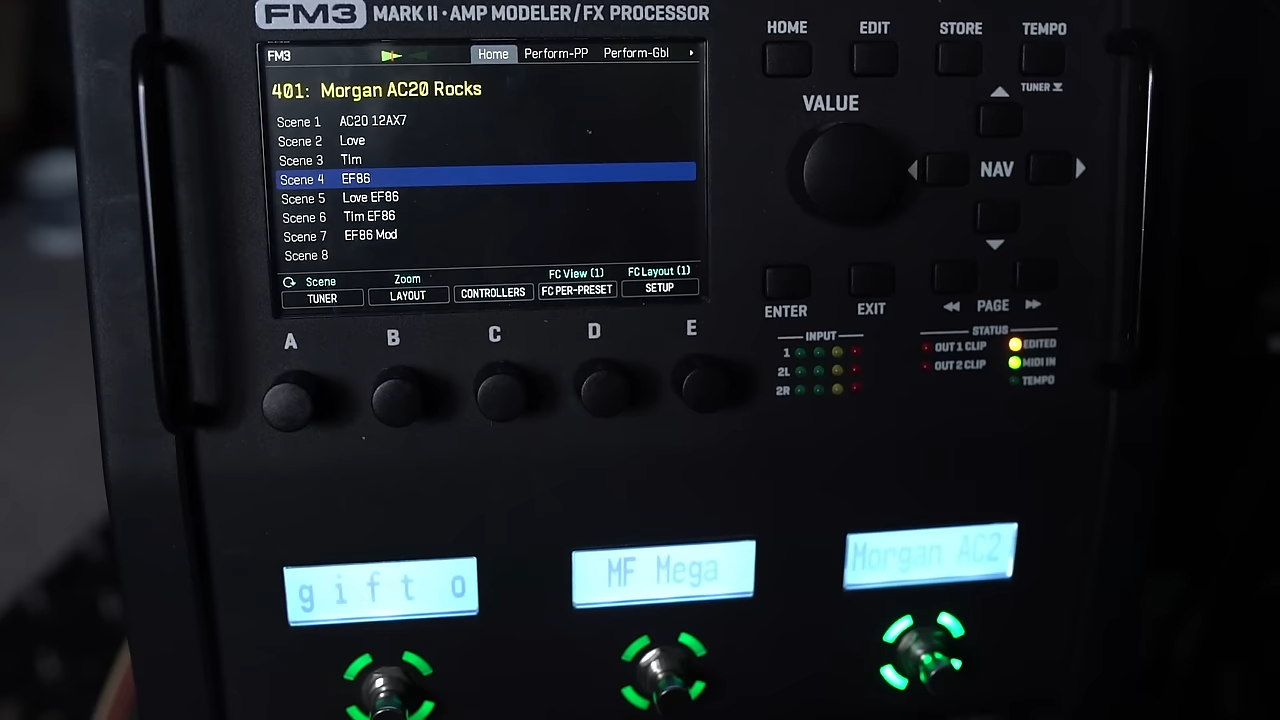 FM3 MARK II · AMP MODELER / FX PROCESSOR
FM3 Home Perform-PP Perform-Gbl
401: Morgan AC20 Rocks
Scene 1 AC20 12AX7
Scene 2 Love
Scene 3 TIm
Scene 4 EF86
Scene 5 Love EF86
Scene 6 TIm EF86
Scene 7 EF86 Mod
Scene 8
Scene Zoom FC View (1) FC Layout (1)
TUNER LAYOUT CONTROLLERS FC PER-PRESET SETUP
A B C D E
HOME EDIT STORE TEMPO
TUNER
VALUE
NAV
ENTER EXIT PAGE
INPUT
1
2L
2R
STATUS
OUT 1 CLIP EDITED
OUT 2 CLIP MIDI IN
TEMPO
gift o
MF Mega
Morgan AC2